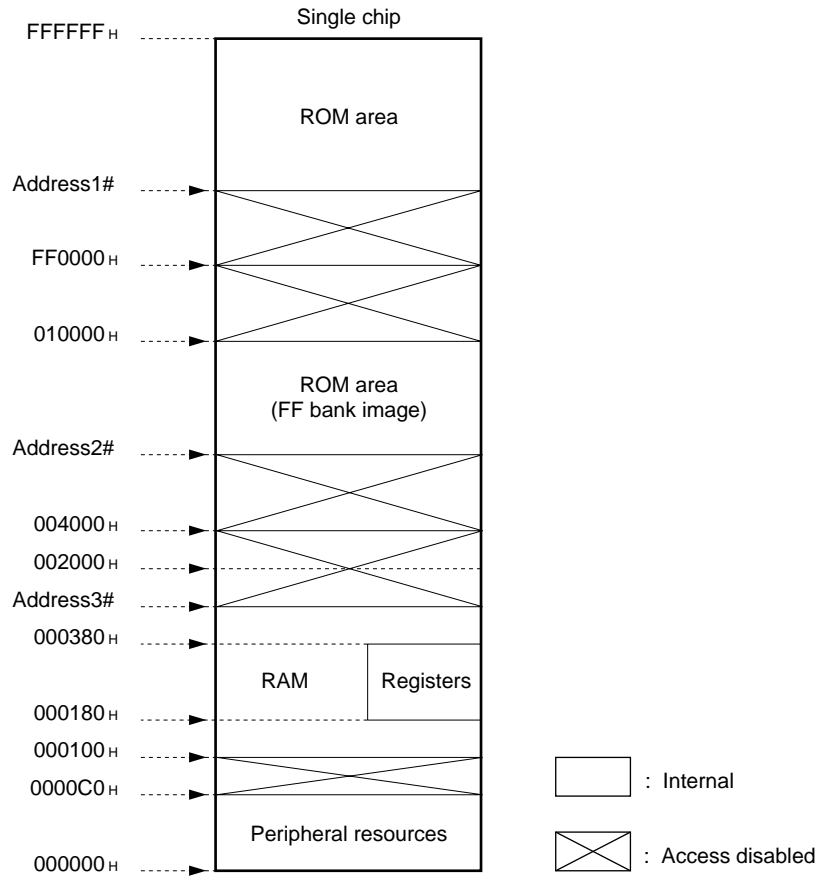 Single chip
FFFFFF H
ROM area
Address1#
FF0000 H
010000 H
ROM area
(FF bank image)
Address2#
004000 H
002000 H
Address3#
000380 H
RAM
Registers
000180 H
000100 H
0000C0 H
Peripheral resources
000000 H
: Internal
: Access disabled